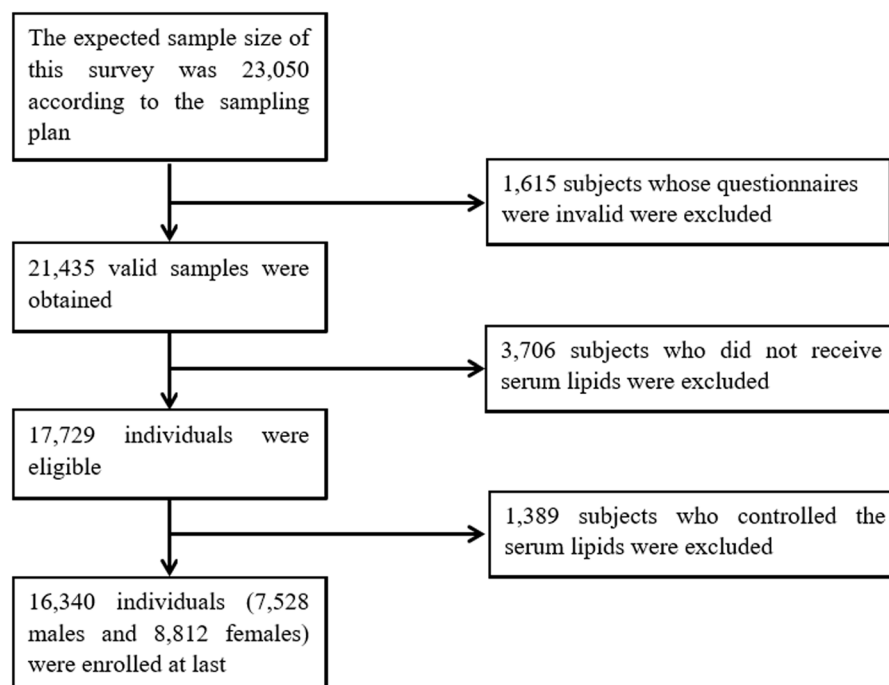 The expected sample size of
this survey was 23,050
according to the sampling
plan
1,615 subjects whose questionnaires
were invalid were excluded
21,435 valid samples were
obtained
3,706 subjects who did not receive
serum lipids were excluded
17,729 individuals were
eligible
1,389 subjects who controlled the
serum lipids were excluded
16,340 individuals (7,528
males and 8,812 females)
were enrolled at last